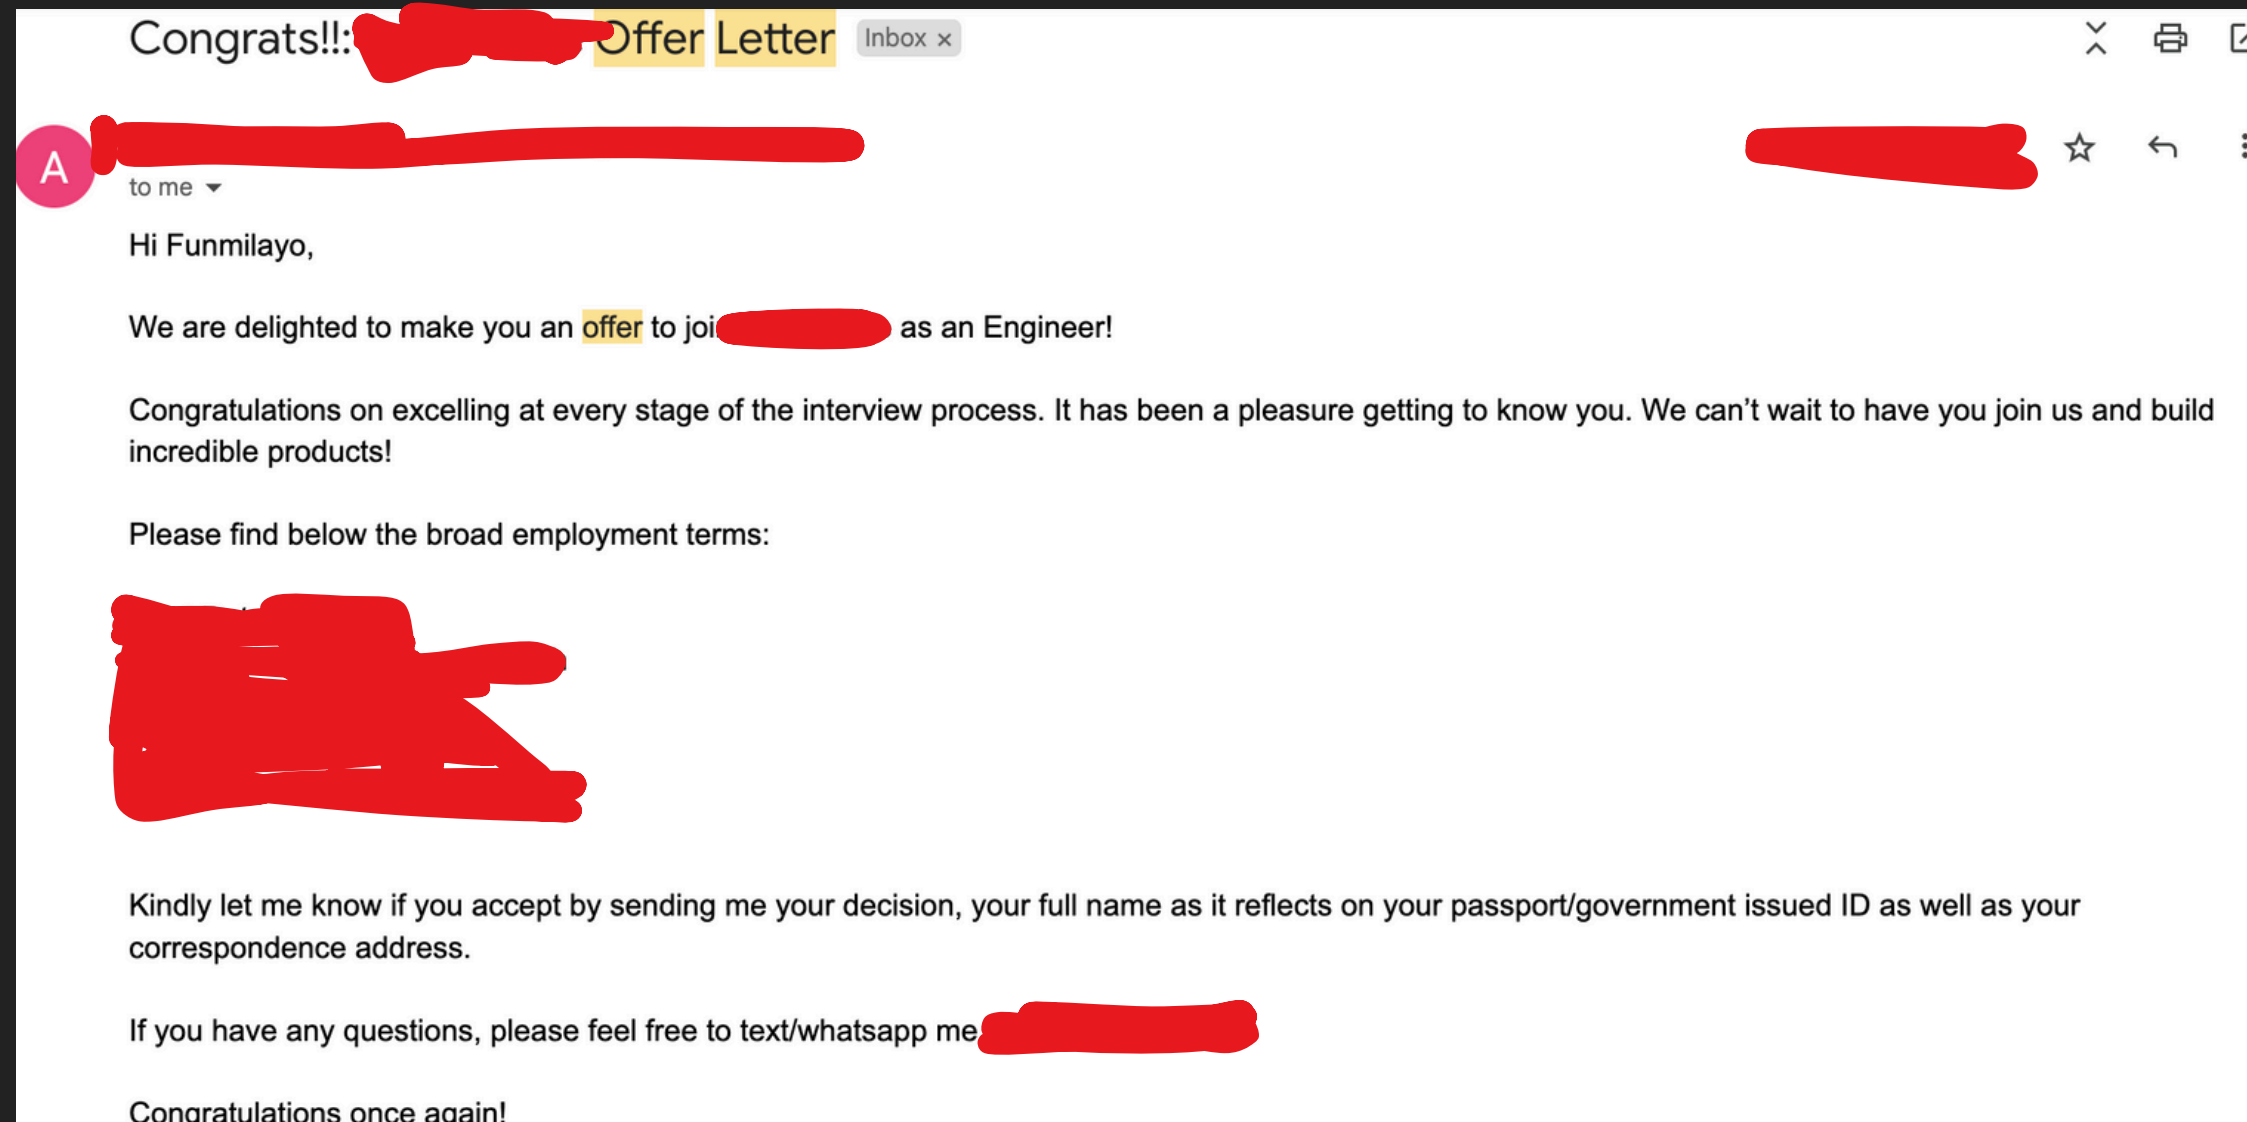 Congrats!!: Offer Letter Inbox ×
A
to me
Hi Funmilayo,
We are delighted to make you an offer to joi as an Engineer!
Congratulations on excelling at every stage of the interview process. It has been a pleasure getting to know you. We can’t wait to have you join us and build
incredible products!
Please find below the broad employment terms:
Kindly let me know if you accept by sending me your decision, your full name as it reflects on your passport/government issued ID as well as your
correspondence address.
If you have any questions, please feel free to text/whatsapp me
Congratulations once again!